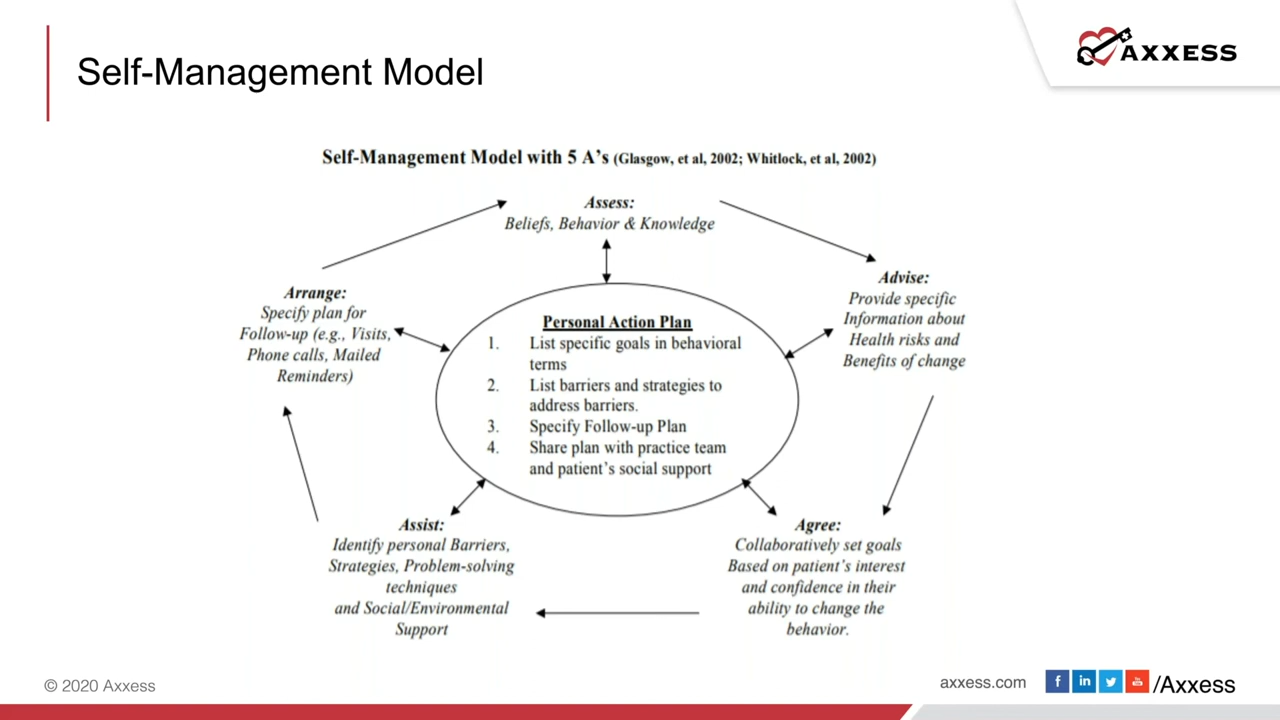 Self-Management Model
AXXESS
Self-Management Model with 5 A's (Glasgow, et al, 2002; Whitlock, et al, 2002)
Assess:
Beliefs, Behavior & Knowledge
Advise:
Provide specific
Information about
Health risks and
Benefits of change
Arrange:
Specify plan for
Follow-up (e.g., Visits,
Phone calls, Mailed
Reminders)
Personal Action Plan
1. List specific goals in behavioral
terms
2. List barriers and strategies to
address barriers.
3. Specify Follow-up Plan
4. Share plan with practice team
and patient's social support
Assist:
Identify personal Barriers,
Strategies, Problem-solving
techniques
and Social/Environmental
Support
Agree:
Collaboratively set goals
Based on patient's interest
and confidence in their
ability to change the
behavior.
© 2020 Axxess
axxess.com
f in You Tube /Axxess